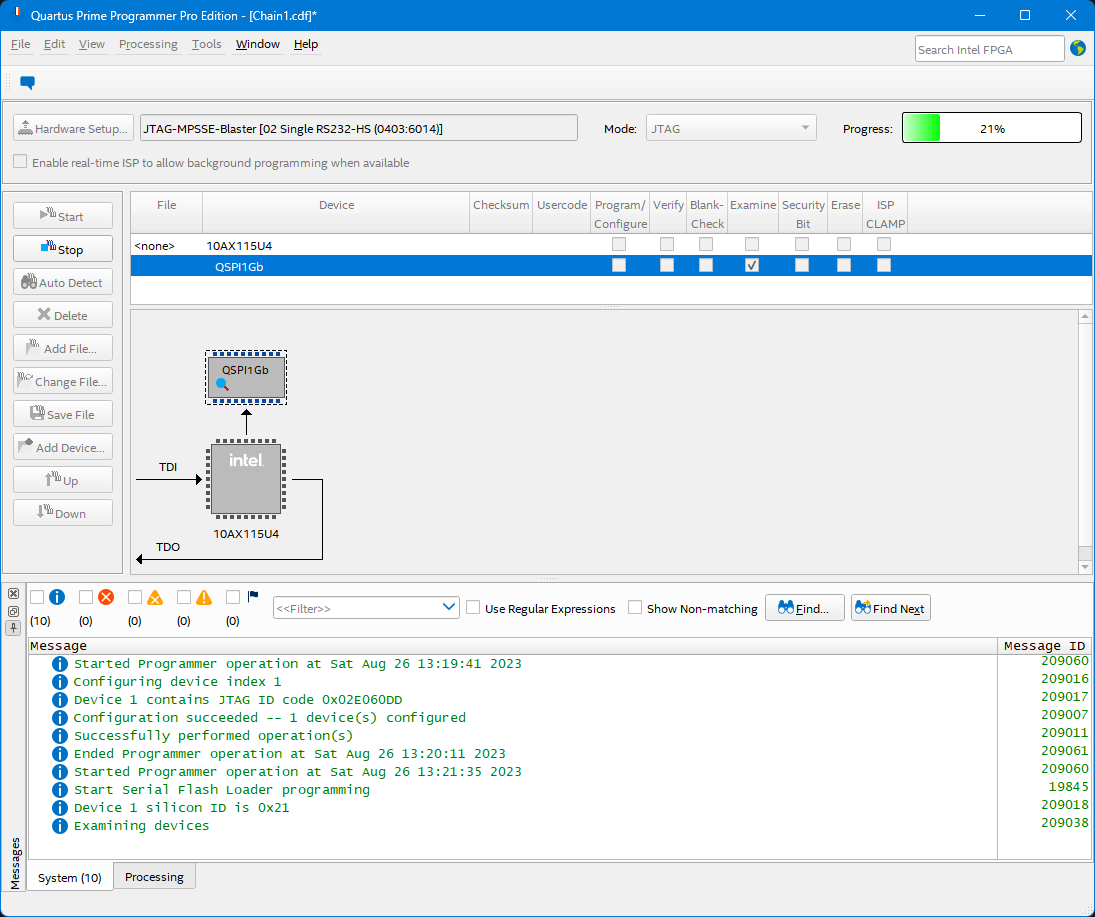 Quartus Prime Programmer Pro Edition - [Chain1.cdf]*
File Edit View Processing Tools Window Help
Search Intel FPGA
Hardware Setup... JTAG-MPSSE-Blaster [02 Single RS232-HS (0403:6014)] Mode: JTAG Progress: 21%
Enable real-time ISP to allow background programming when available
Start
Stop
Auto Detect
Delete
Add File...
Change File...
Save File
Add Device...
Up
Down
File Device Checksum Usercode Program/ Verify Blank- Examine Security Erase ISP
Configure Check Bit CLAMP
<none> 10AX115U4
QSPI1Gb
QSPI1Gb
intel.
TDI
10AX115U4
TDO
(10) (0) (0) (0) (0)
<<Filter>> Use Regular Expressions Show Non-matching Find... Find Next
Message Message ID
Started Programmer operation at Sat Aug 26 13:19:41 2023 209060
Configuring device index 1 209016
Device 1 contains JTAG ID code 0x02E060DD 209017
Configuration succeeded -- 1 device(s) configured 209007
Successfully performed operation(s) 209011
Ended Programmer operation at Sat Aug 26 13:20:11 2023 209061
Started Programmer operation at Sat Aug 26 13:21:35 2023 209060
Start Serial Flash Loader programming 19845
Device 1 silicon ID is 0x21 209018
Examining devices 209038
Messages
System (10) Processing